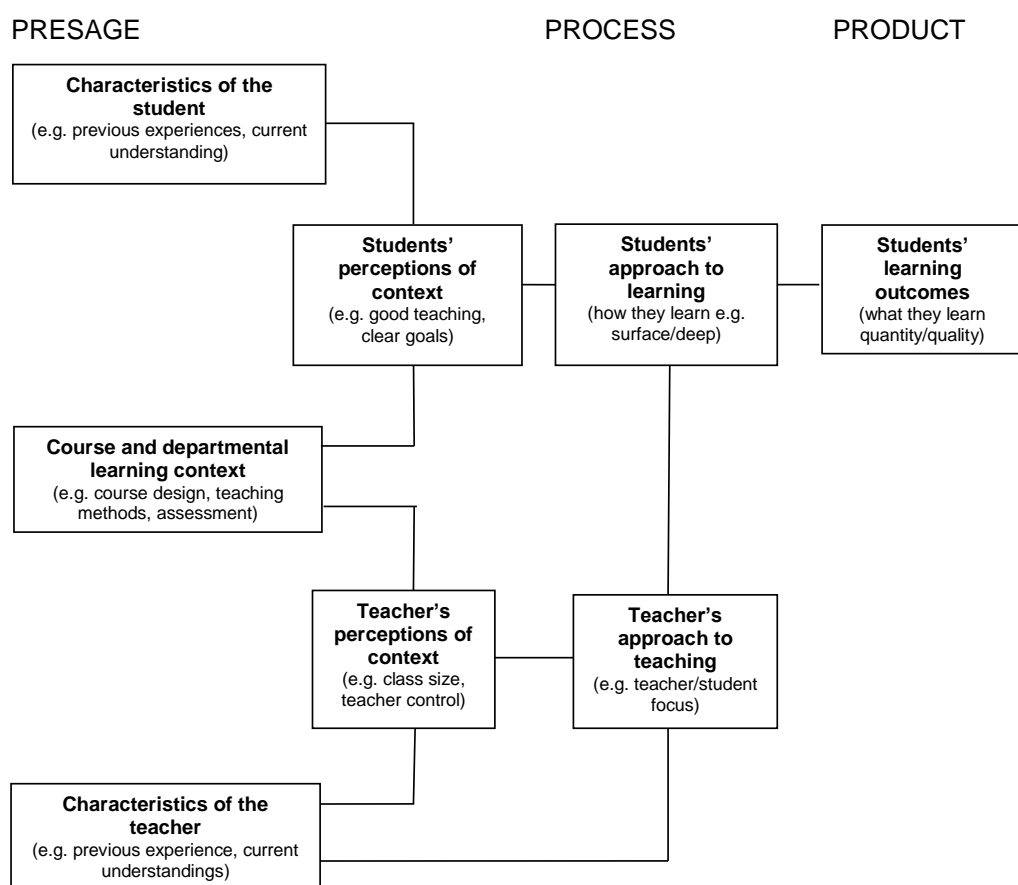 PRESAGE
PROCESS
PRODUCT
Characteristics of the
student
(e.g. previous experiences, current
understanding)
Students’
perceptions of
context
(e.g. good teaching,
clear goals)
Students’
approach to
learning
(how they learn e.g.
surface/deep)
Students’
learning
outcomes
(what they learn
quantity/quality)
Course and departmental
learning context
(e.g. course design, teaching
methods, assessment)
Teacher’s
perceptions of
context
(e.g. class size,
teacher control)
Teacher’s
approach to
teaching
(e.g. teacher/student
focus)
Characteristics of the
teacher
(e.g. previous experience, current
understandings)